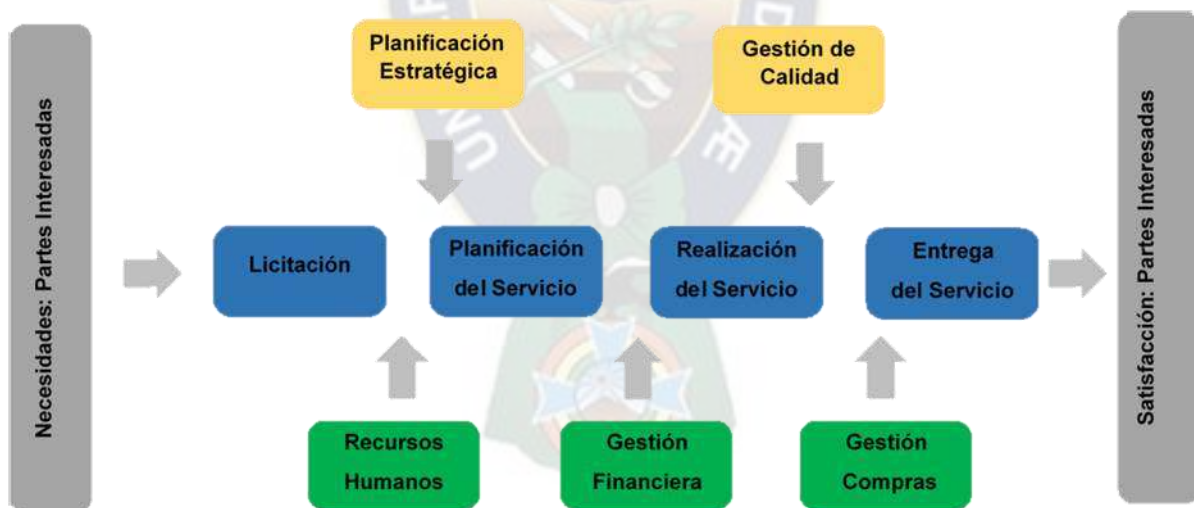 Necesidades: Partes Interesadas
Planificación
Estratégica
Gestión de
Calidad
Licitación
Planificación
del Servicio
Realización
del Servicio
Entrega
del Servicio
Recursos
Humanos
Gestión
Financiera
Gestión
Compras
Satisfacción: Partes Interesadas